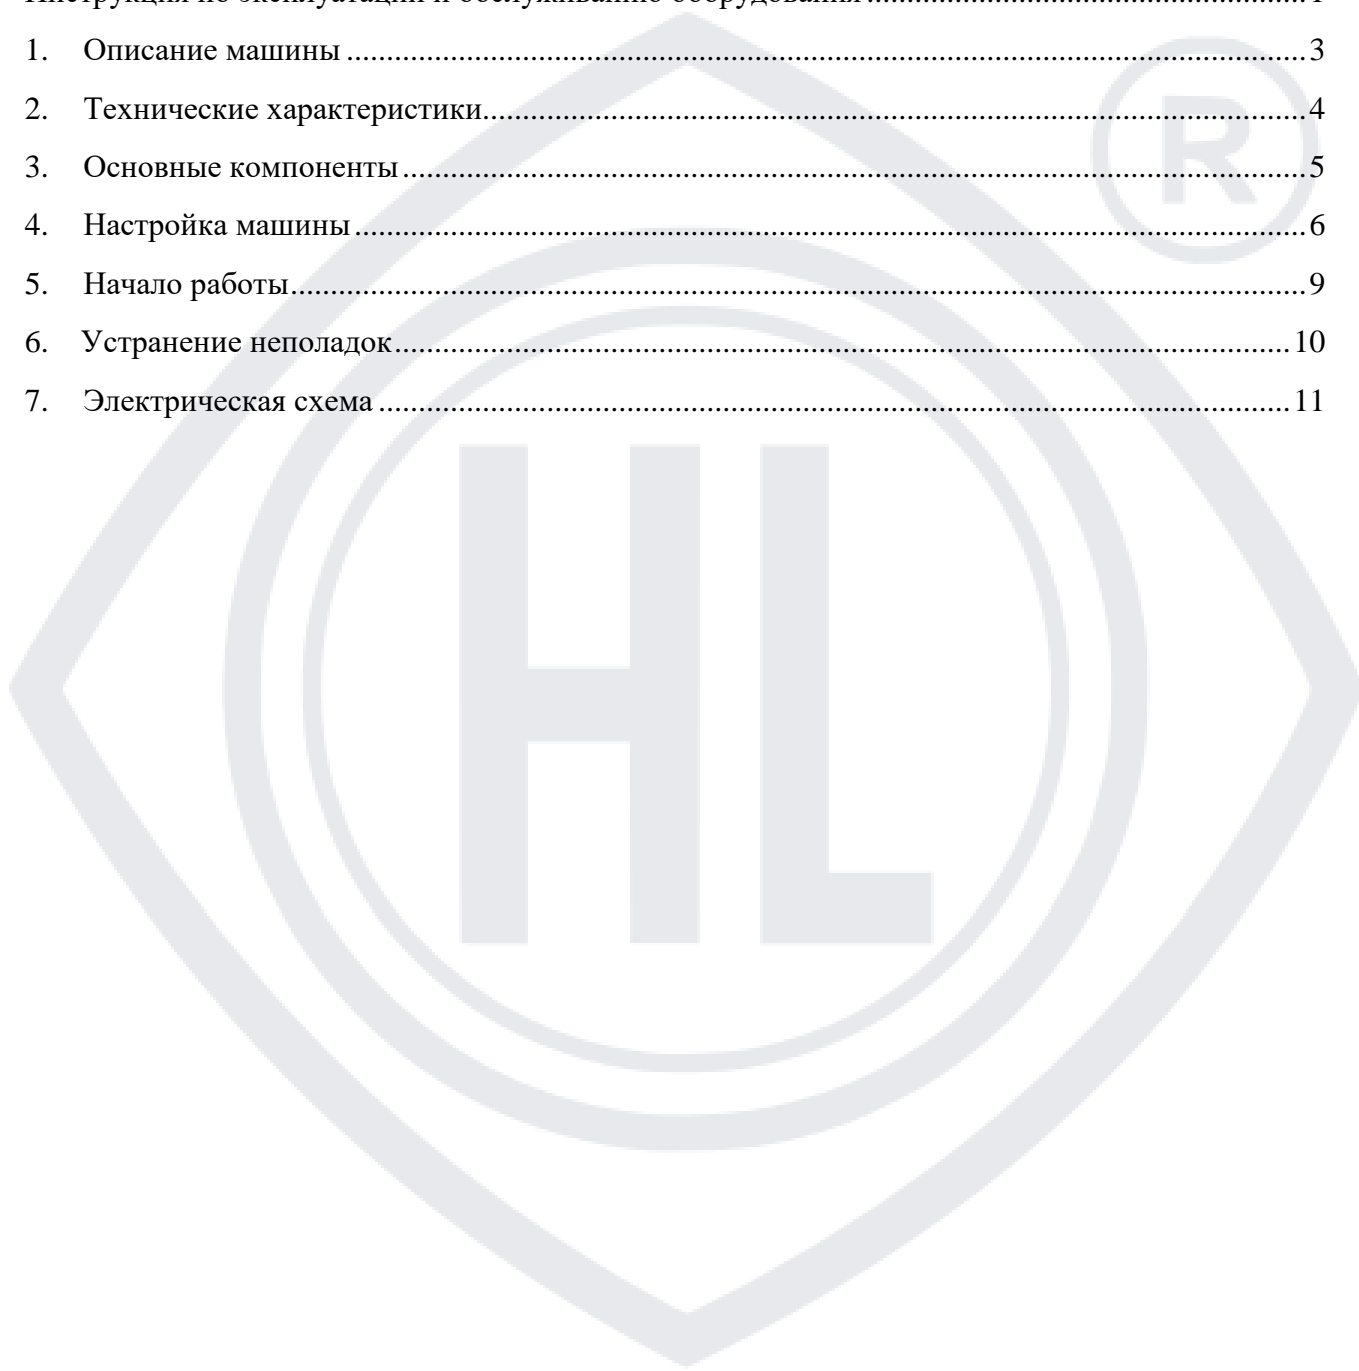 Инструкция по эксплуатации и обслуживанию оборудования ........ 1
1. Описание машины ........ 3
2. Технические характеристики ........ 4
3. Основные компоненты ........ 5
4. Настройка машины ........ 6
5. Начало работы ........ 9
6. Устранение неполадок ........ 10
7. Электрическая схема ........ 11
®
HL